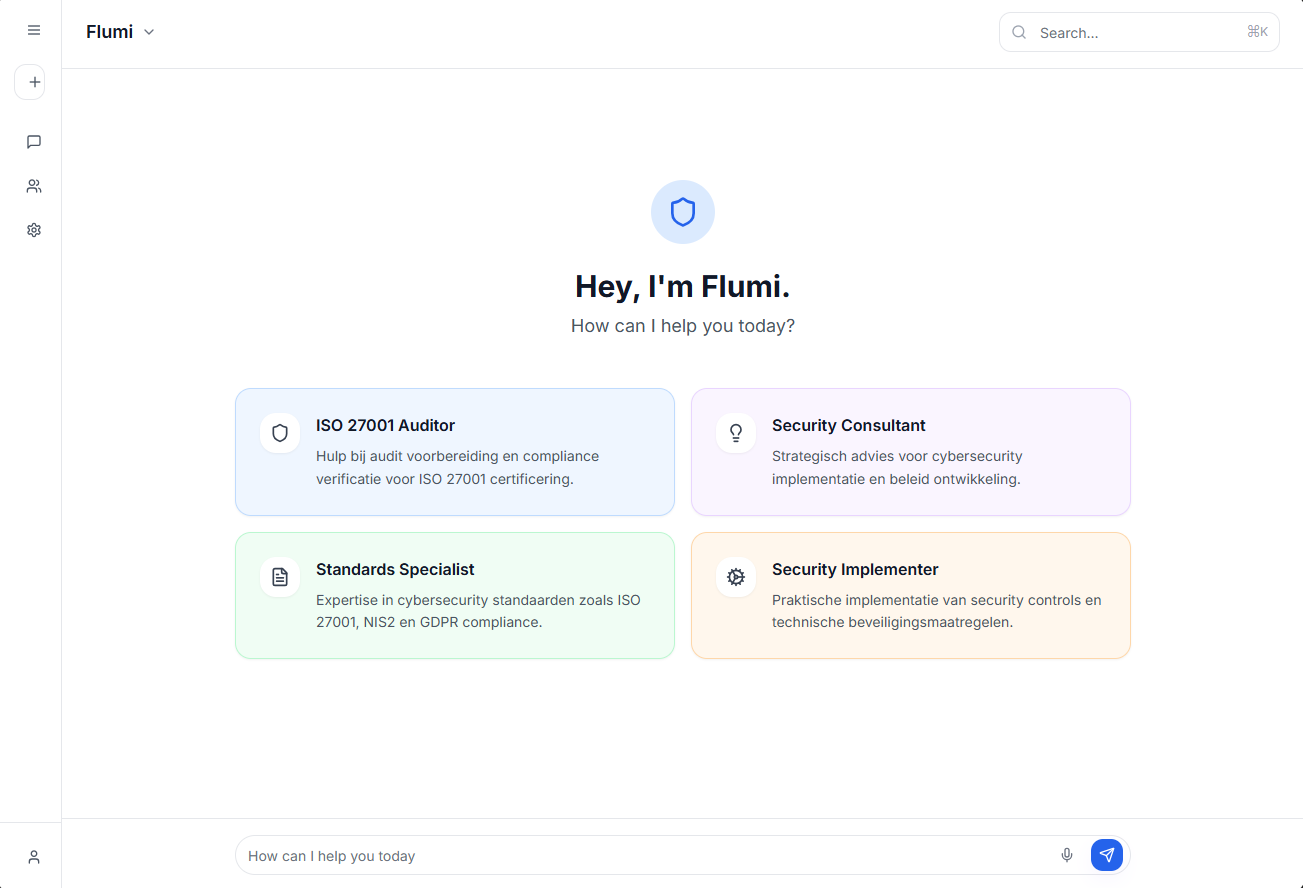 Flumi
Search...
⌘K
Hey, I'm Flumi.
How can I help you today?
ISO 27001 Auditor
Hulp bij audit voorbereiding en compliance
verificatie voor ISO 27001 certificering.
Security Consultant
Strategisch advies voor cybersecurity
implementatie en beleid ontwikkeling.
Standards Specialist
Expertise in cybersecurity standaarden zoals ISO
27001, NIS2 en GDPR compliance.
Security Implementer
Praktische implementatie van security controls en
technische beveiligingsmaatregelen.
How can I help you today